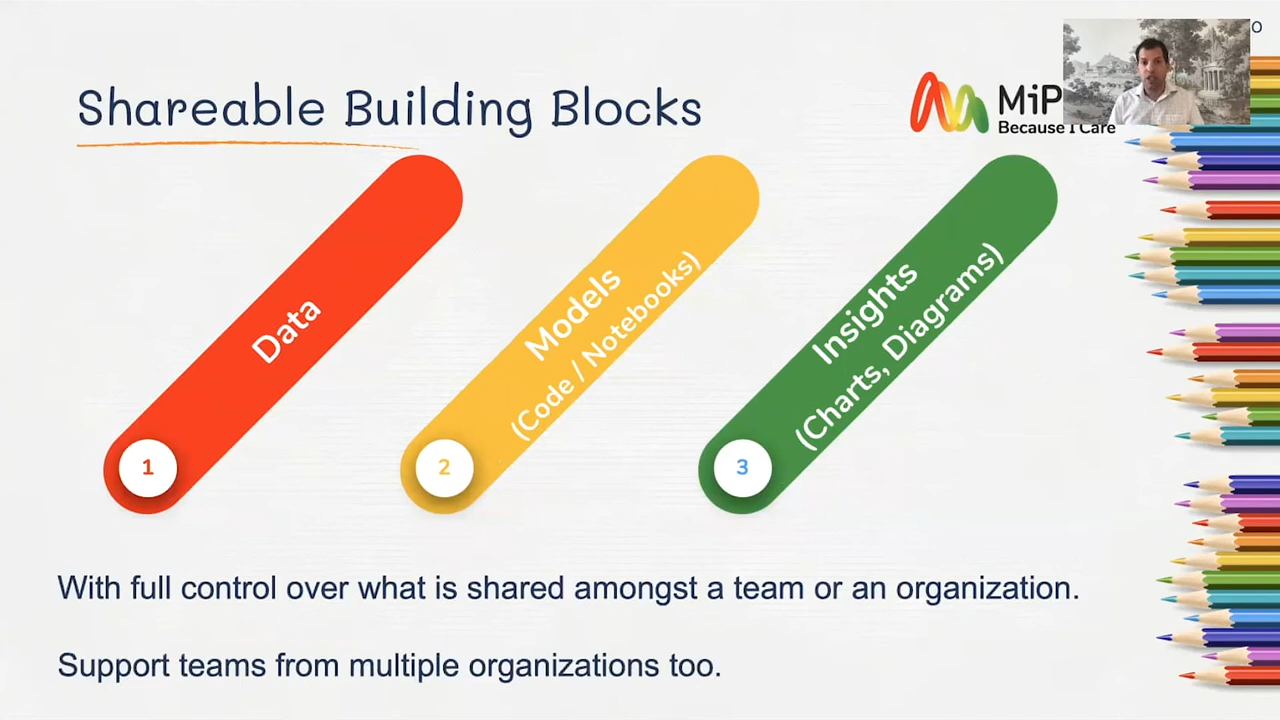 Shareable Building Blocks
MiP
Because I Care
Data
Models
(Code / Notebooks)
Insights
(Charts, Diagrams)
1
2
3
With full control over what is shared amongst a team or an organization.
Support teams from multiple organizations too.